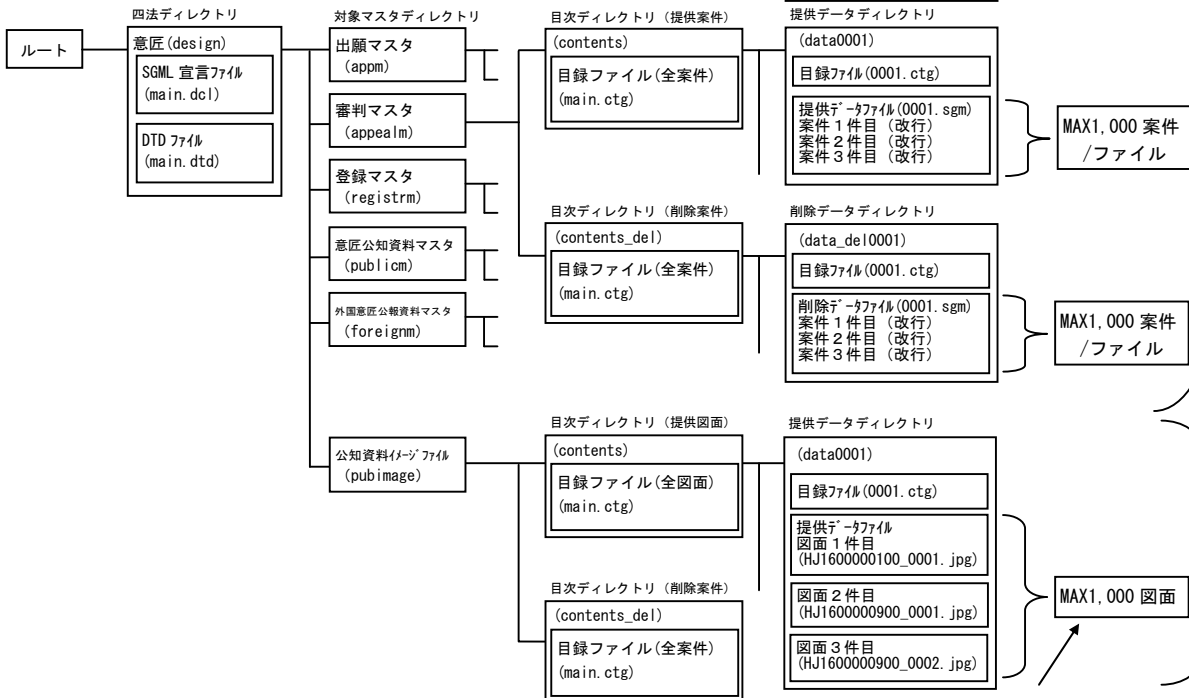 四法ディレクトリ
対象マスタディレクトリ
目次ディレクトリ（提供案件）
提供データディレクトリ
ルート
意匠(design)
SGML 宣言ファイル
(main.dcl)
DTD ファイル
(main.dtd)
出願マスタ
(appm)
審判マスタ
(appealm)
登録マスタ
(registrm)
意匠公知資料マスタ
(publicm)
外国意匠公報資料マスタ
(foreignm)
(contents)
目録ファイル(全案件)
(main.ctg)
(data0001)
目録ファイル(0001.ctg)
提供データファイル(0001.sgm)
案件１件目（改行）
案件２件目（改行）
案件３件目（改行）
MAX1,000 案件
/ファイル
目次ディレクトリ（削除案件）
(contents_del)
目録ファイル(全案件)
(main.ctg)
削除データディレクトリ
(data_del0001)
目録ファイル(0001.ctg)
削除データファイル(0001.sgm)
案件１件目（改行）
案件２件目（改行）
案件３件目（改行）
MAX1,000 案件
/ファイル
公知資料イメージファイル
(pubimage)
目次ディレクトリ（提供図面）
(contents)
目録ファイル(全図面)
(main.ctg)
提供データディレクトリ
(data0001)
目録ファイル(0001.ctg)
提供データファイル
図面１件目
(HJ1600000100_0001.jpg)
図面２件目
(HJ1600000900_0001.jpg)
図面３件目
(HJ1600000900_0002.jpg)
MAX1,000 図面
目次ディレクトリ（削除案件）
(contents_del)
目録ファイル(全案件)
(main.ctg)